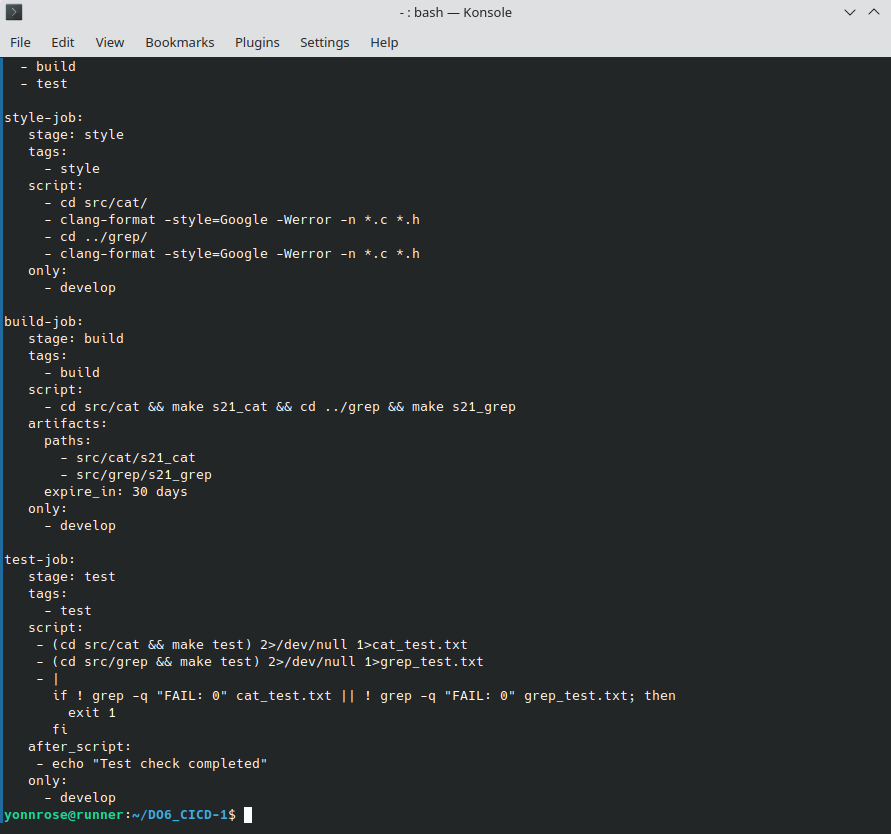 - : bash — Konsole
File Edit View Bookmarks Plugins Settings Help
  - build
  - test

style-job:
   stage: style
   tags:
     - style
   script:
     - cd src/cat/
     - clang-format -style=Google -Werror -n *.c *.h
     - cd ../grep/
     - clang-format -style=Google -Werror -n *.c *.h
   only:
     - develop

build-job:
   stage: build
   tags:
     - build
   script:
     - cd src/cat && make s21_cat && cd ../grep && make s21_grep
   artifacts:
     paths:
       - src/cat/s21_cat
       - src/grep/s21_grep
     expire_in: 30 days
   only:
     - develop

test-job:
   stage: test
   tags:
     - test
   script:
    - (cd src/cat && make test) 2>/dev/null 1>cat_test.txt
    - (cd src/grep && make test) 2>/dev/null 1>grep_test.txt
    - |
      if ! grep -q "FAIL: 0" cat_test.txt || ! grep -q "FAIL: 0" grep_test.txt; then
        exit 1
      fi
   after_script:
    - echo "Test check completed"
   only:
     - develop
yonnrose@runner:~/DO6_CICD-1$